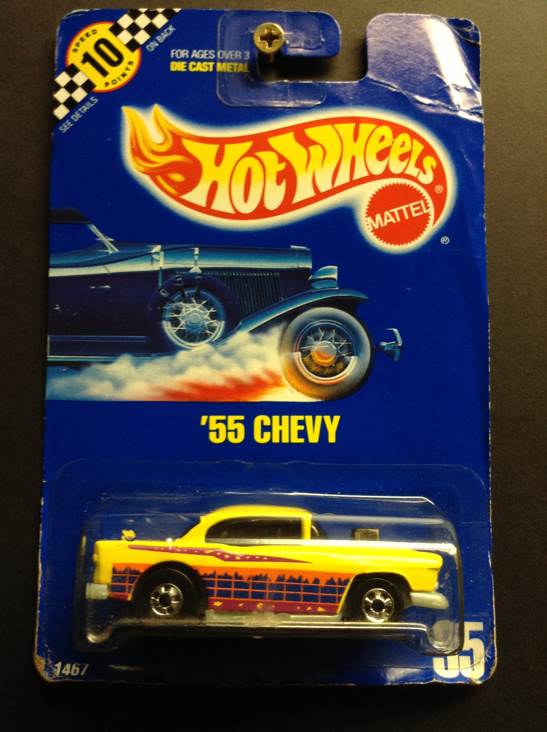 SPEED
10
POINTS
ON BACK
SEE DETAILS
FOR AGES OVER 3
DIE CAST METAL
HOT WHEELS®
MATTEL
®
'55 CHEVY
1467
35